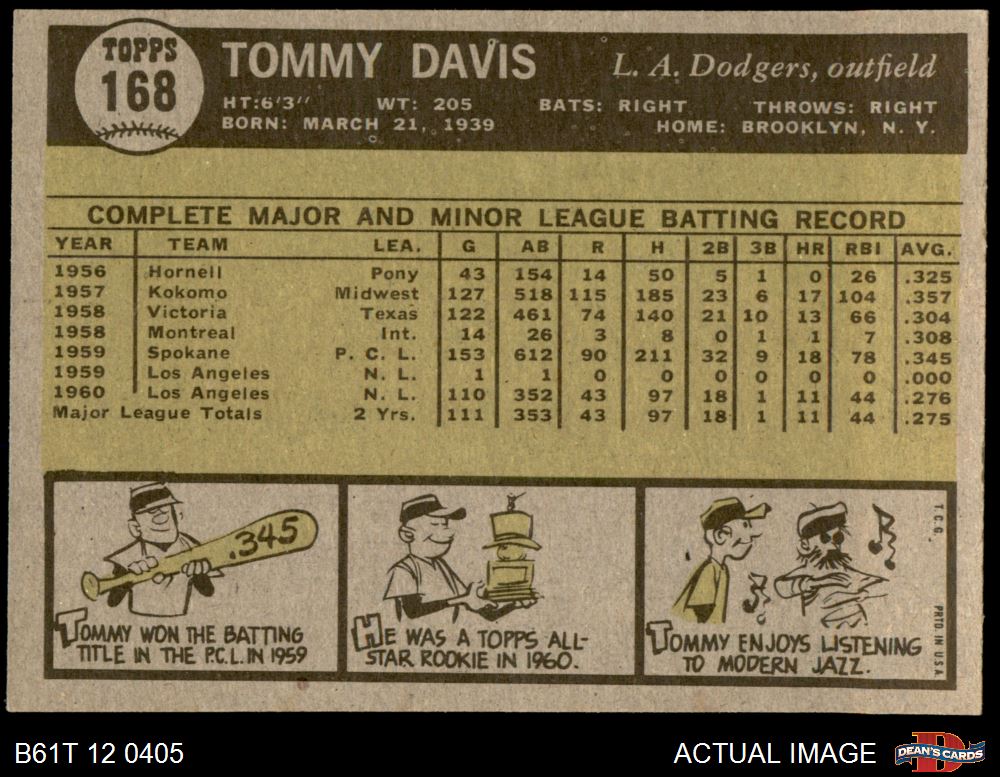 TOPPS
168
TOMMY DAVIS
L. A. Dodgers, outfield
HT:6'3" WT: 205 BATS: RIGHT THROWS: RIGHT
BORN: MARCH 21, 1939 HOME: BROOKLYN, N. Y.
COMPLETE MAJOR AND MINOR LEAGUE BATTING RECORD
YEAR TEAM LEA. G AB R H 2B 3B HR RBI AVG.
1956 Hornell Pony 43 154 14 50 5 1 0 26 .325
1957 Kokomo Midwest 127 518 115 185 23 6 17 104 .357
1958 Victoria Texas 122 461 74 140 21 10 13 66 .304
1958 Montreal Int. 14 26 3 8 0 1 1 7 .308
1959 Spokane P. C. L. 153 612 90 211 32 9 18 78 .345
1959 Los Angeles N. L. 1 1 0 0 0 0 0 0 .000
1960 Los Angeles N. L. 110 352 43 97 18 1 11 44 .276
Major League Totals 2 Yrs. 111 353 43 97 18 1 11 44 .275
.345
TOMMY WON THE BATTING
TITLE IN THE P.C.L. IN 1959
HE WAS A TOPPS ALL-
STAR ROOKIE IN 1960.
TOMMY ENJOYS LISTENING
TO MODERN JAZZ.
T.C.G. PRTD. IN U.S.A.
B61T 12 0405
ACTUAL IMAGE
D
DEAN'S CARDS